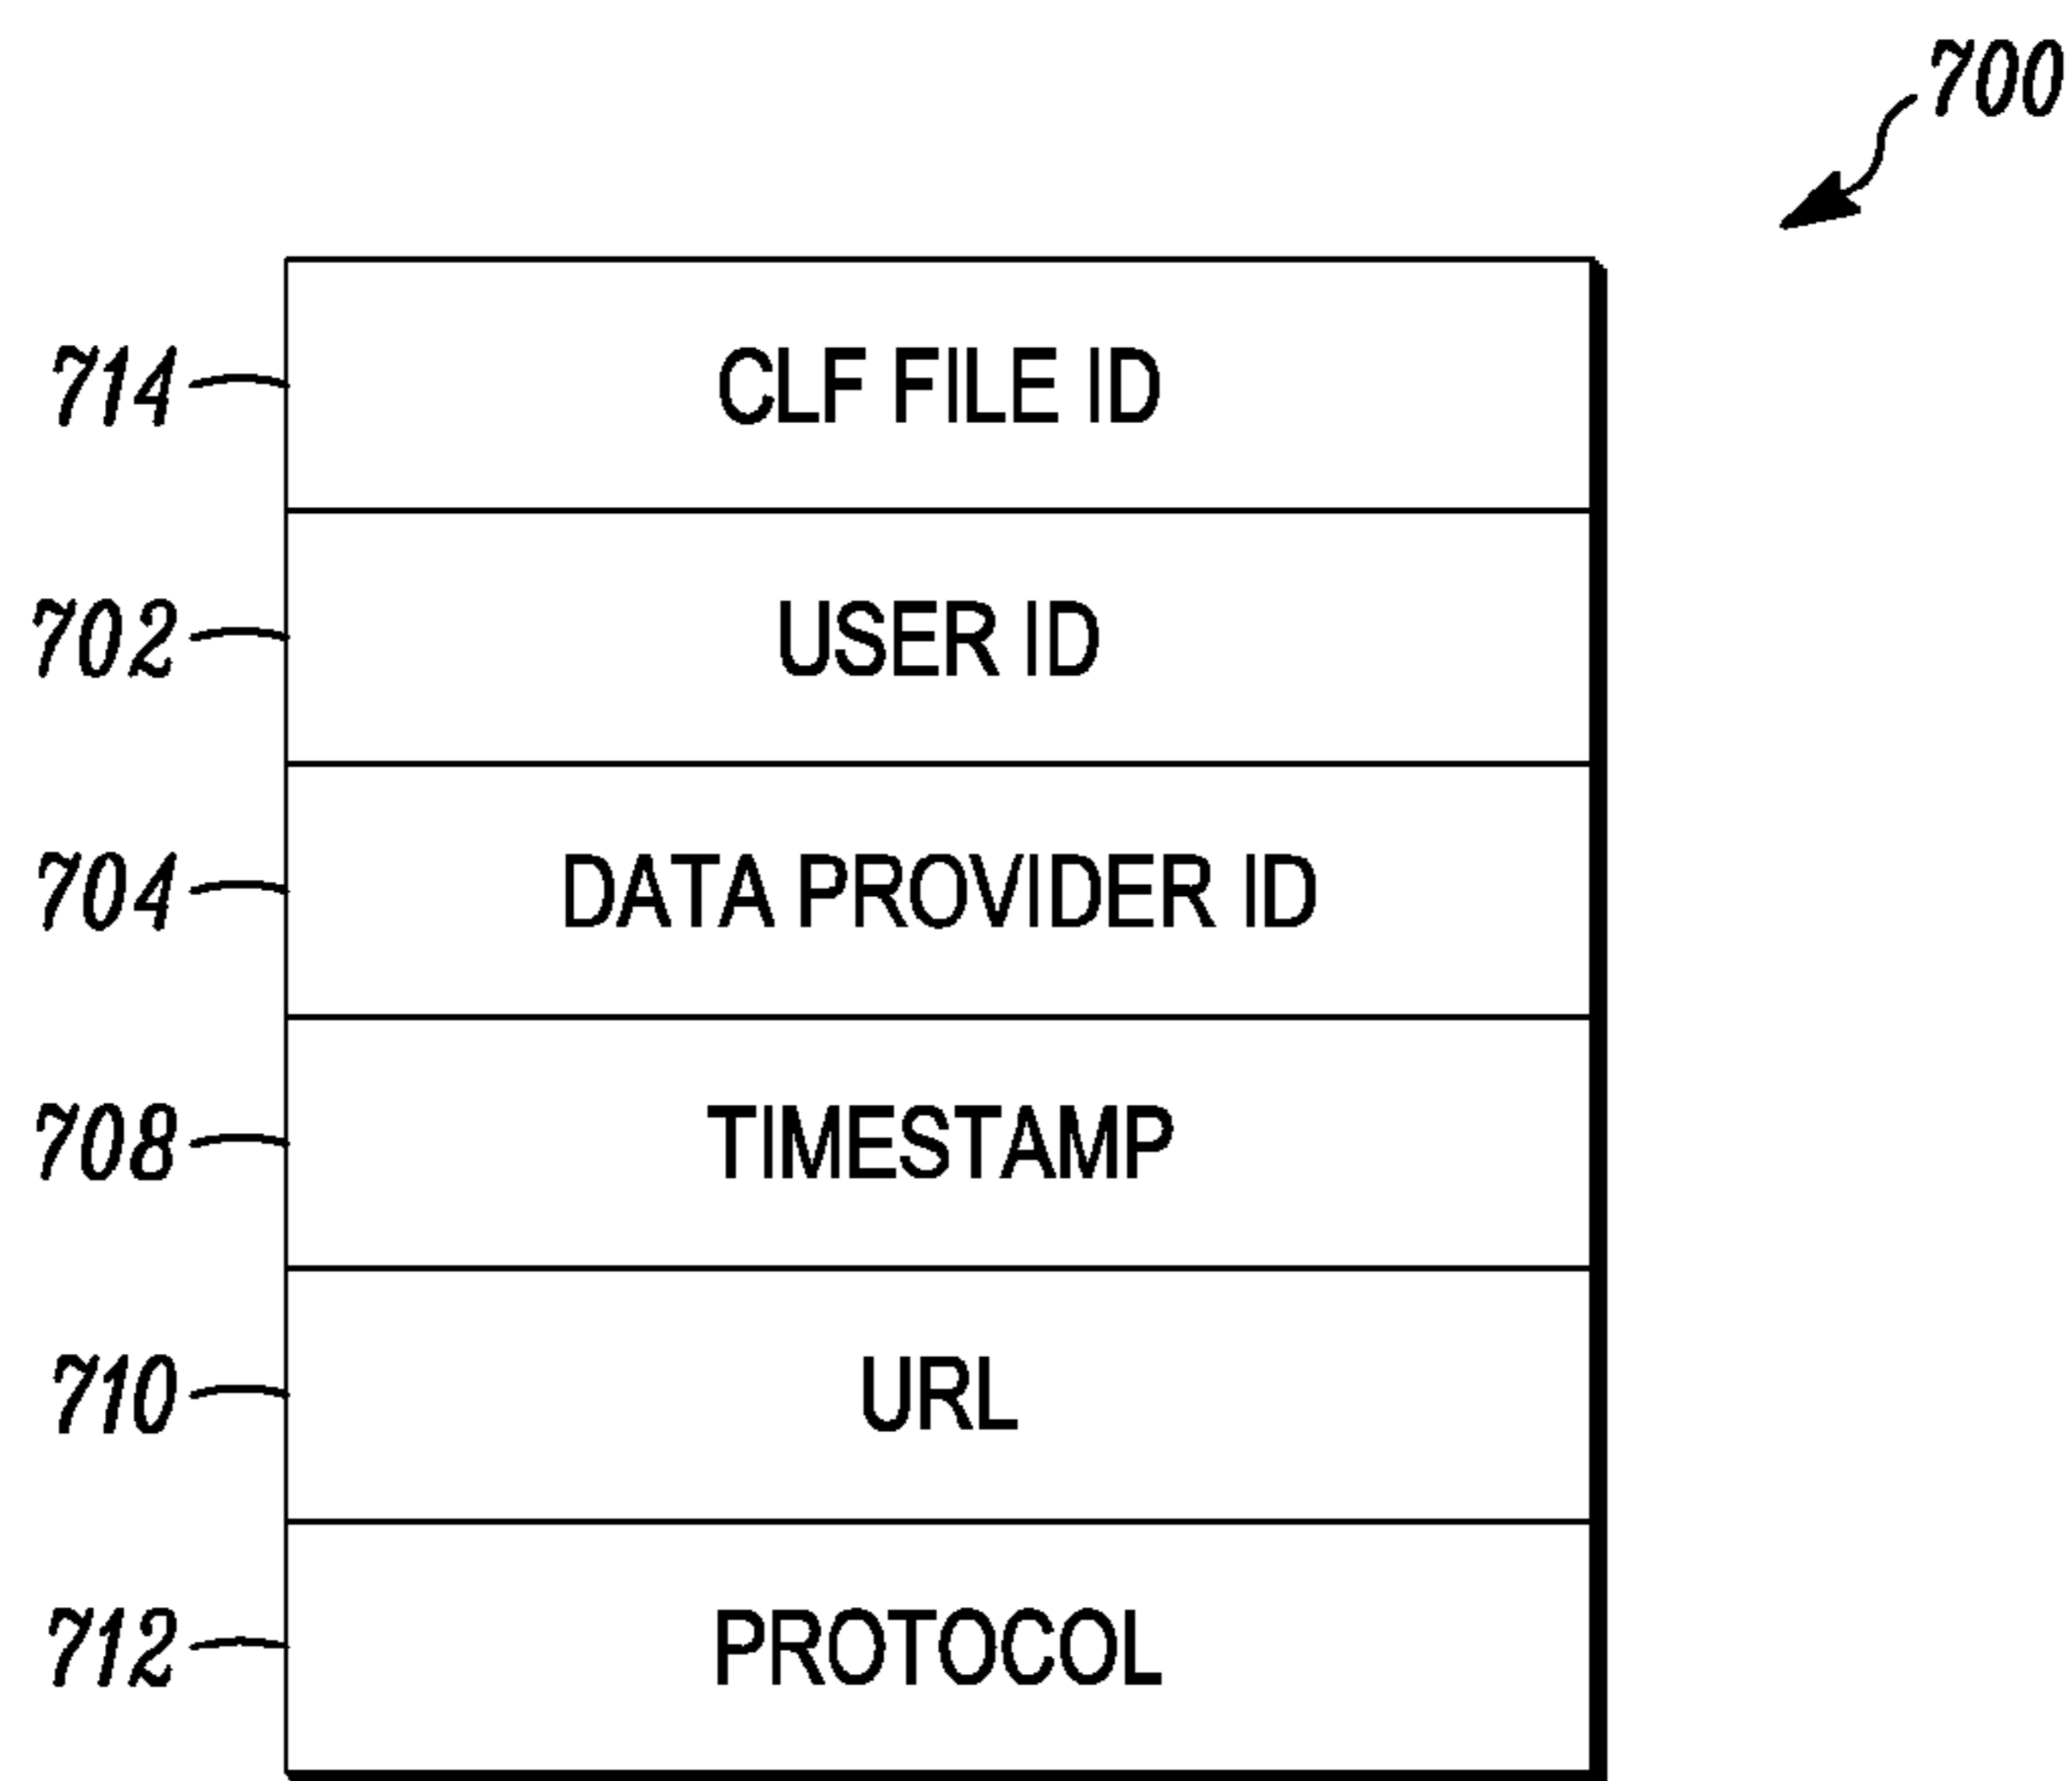 700
714 CLF FILE ID
702 USER ID
704 DATA PROVIDER ID
708 TIMESTAMP
710 URL
712 PROTOCOL